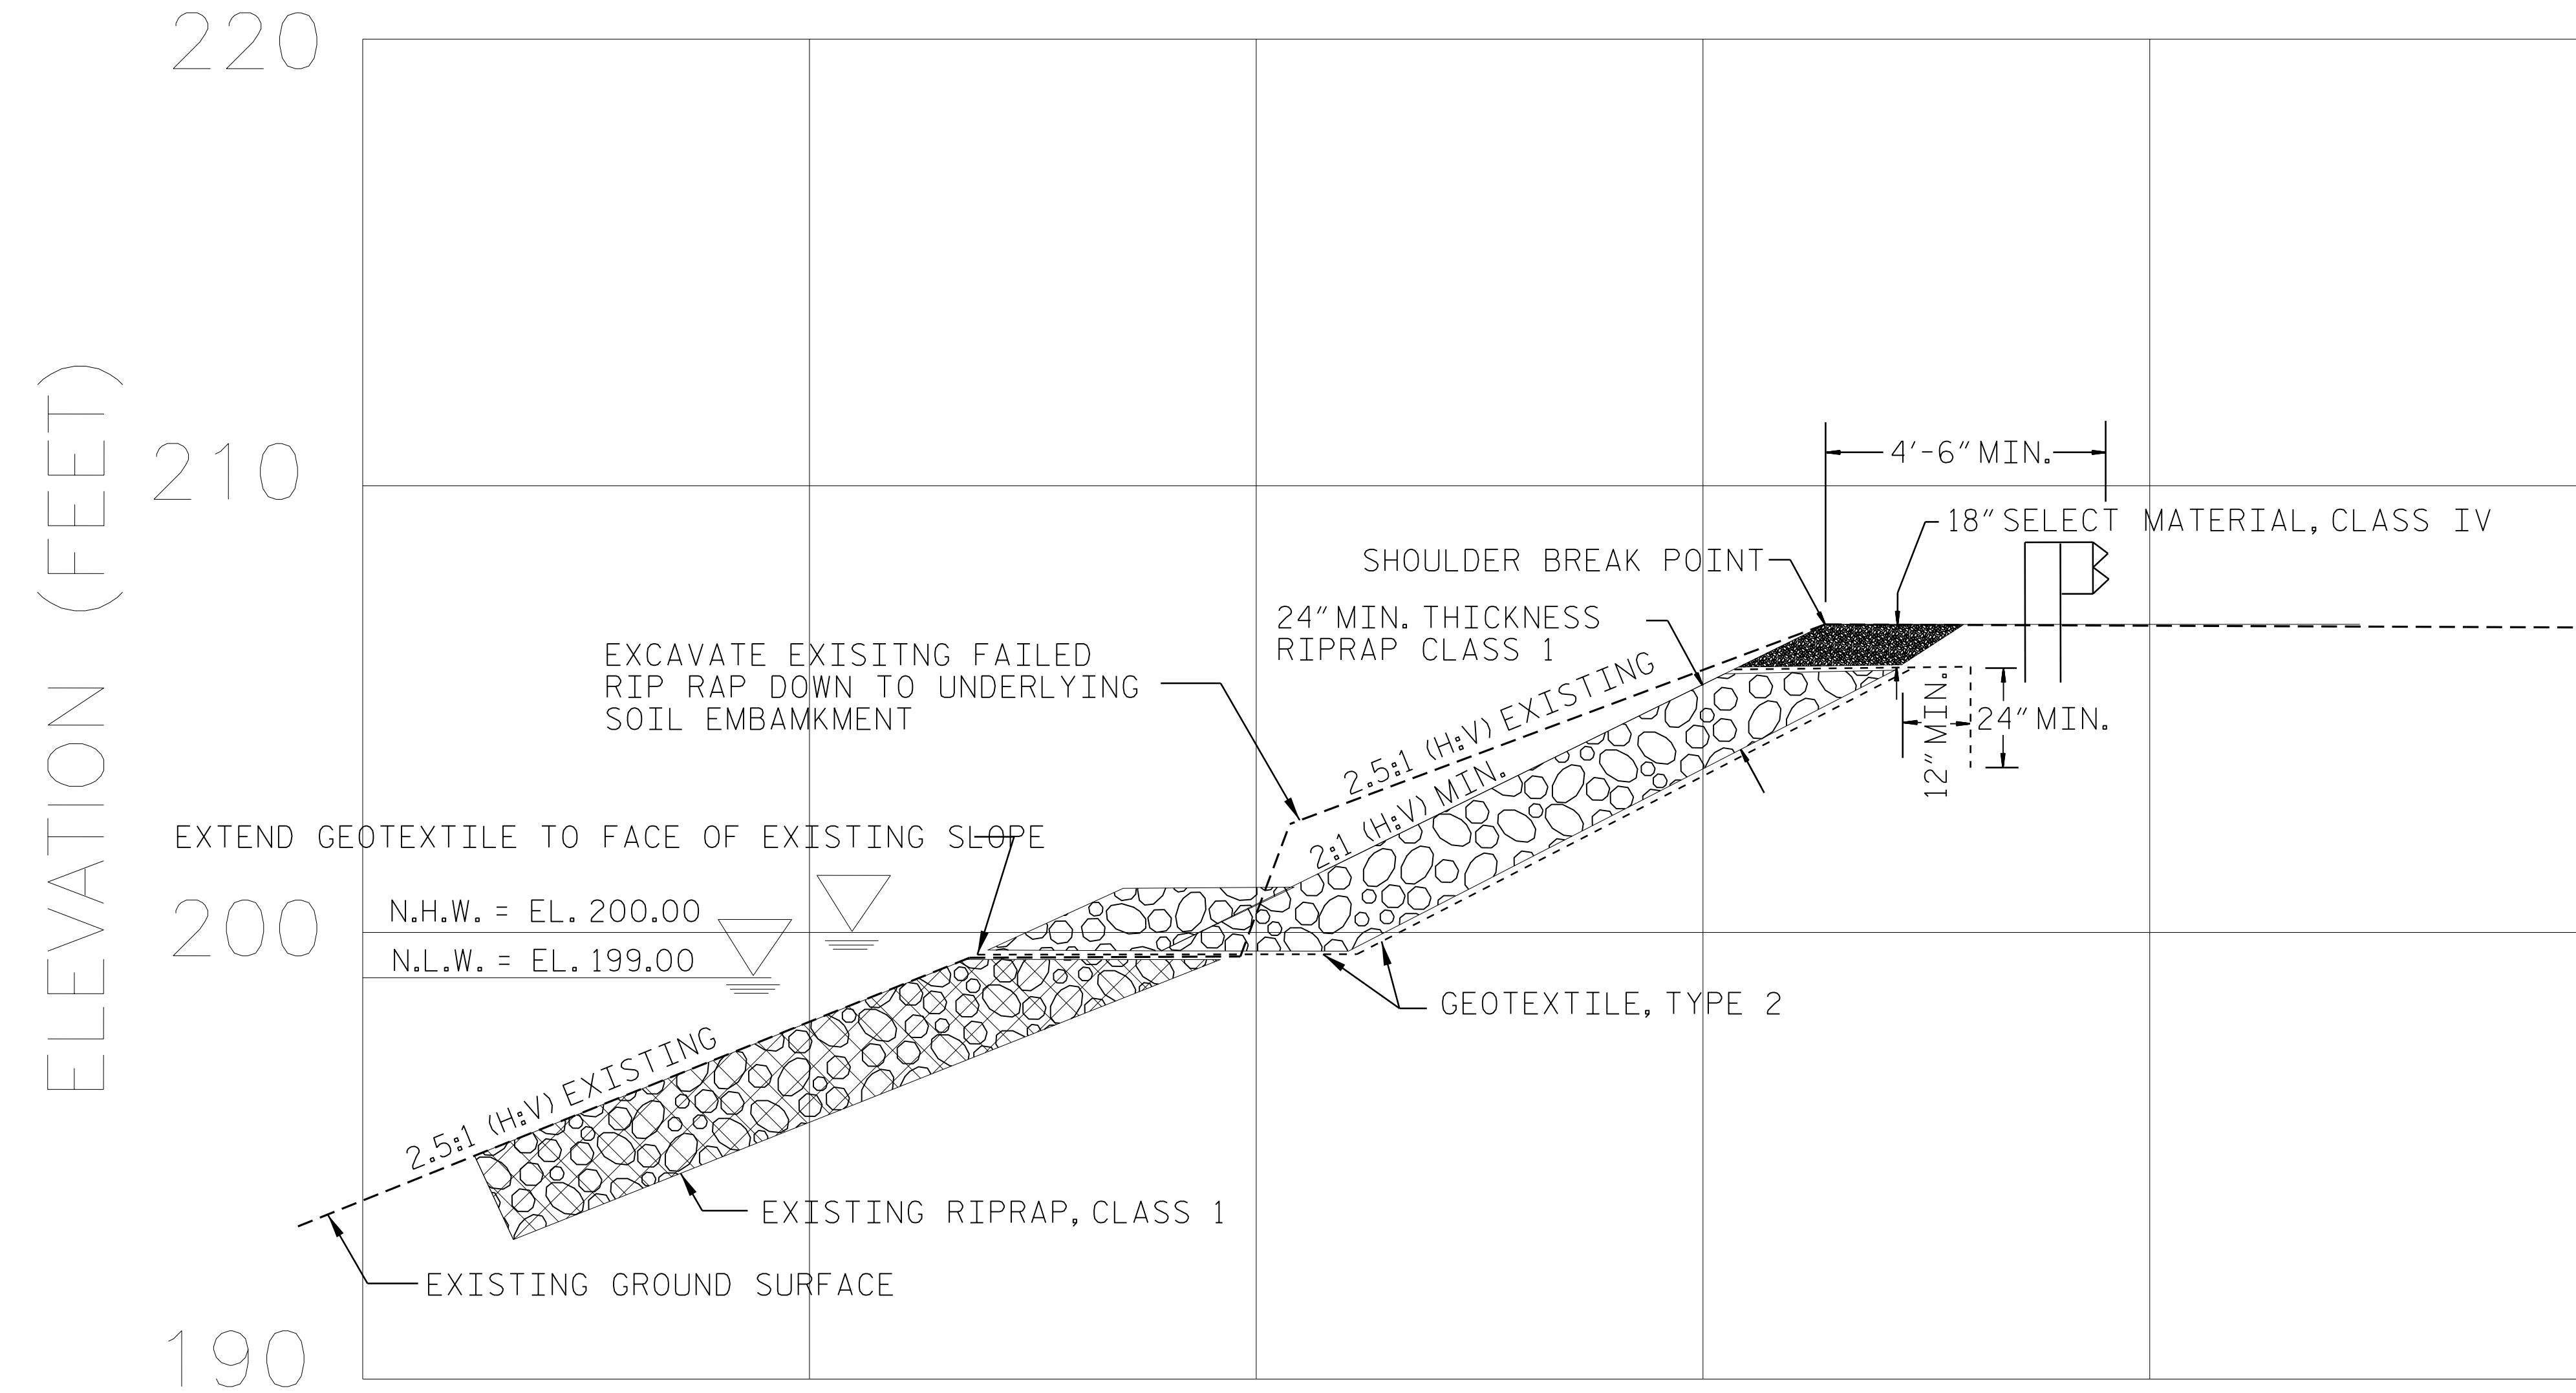 220
210
200
190
ELEVATION (FEET)
4'-6" MIN.
18" SELECT MATERIAL, CLASS IV
SHOULDER BREAK POINT
24" MIN. THICKNESS
RIPRAP CLASS 1
EXCAVATE EXISITNG FAILED
RIP RAP DOWN TO UNDERLYING
SOIL EMBAMKMENT
2.5:1 (H:V) EXISTING
2:1 (H:V) MIN.
12" MIN.
24" MIN.
EXTEND GEOTEXTILE TO FACE OF EXISTING SLOPE
N.H.W. = EL. 200.00
N.L.W. = EL. 199.00
GEOTEXTILE, TYPE 2
2.5:1 (H:V) EXISTING
EXISTING RIPRAP, CLASS 1
EXISTING GROUND SURFACE